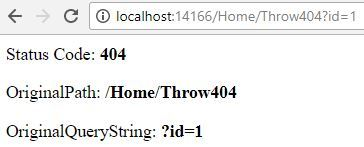 localhost:14166/Home/Throw404?id=1
Status Code: 404
OriginalPath: /Home/Throw404
OriginalQueryString: ?id=1